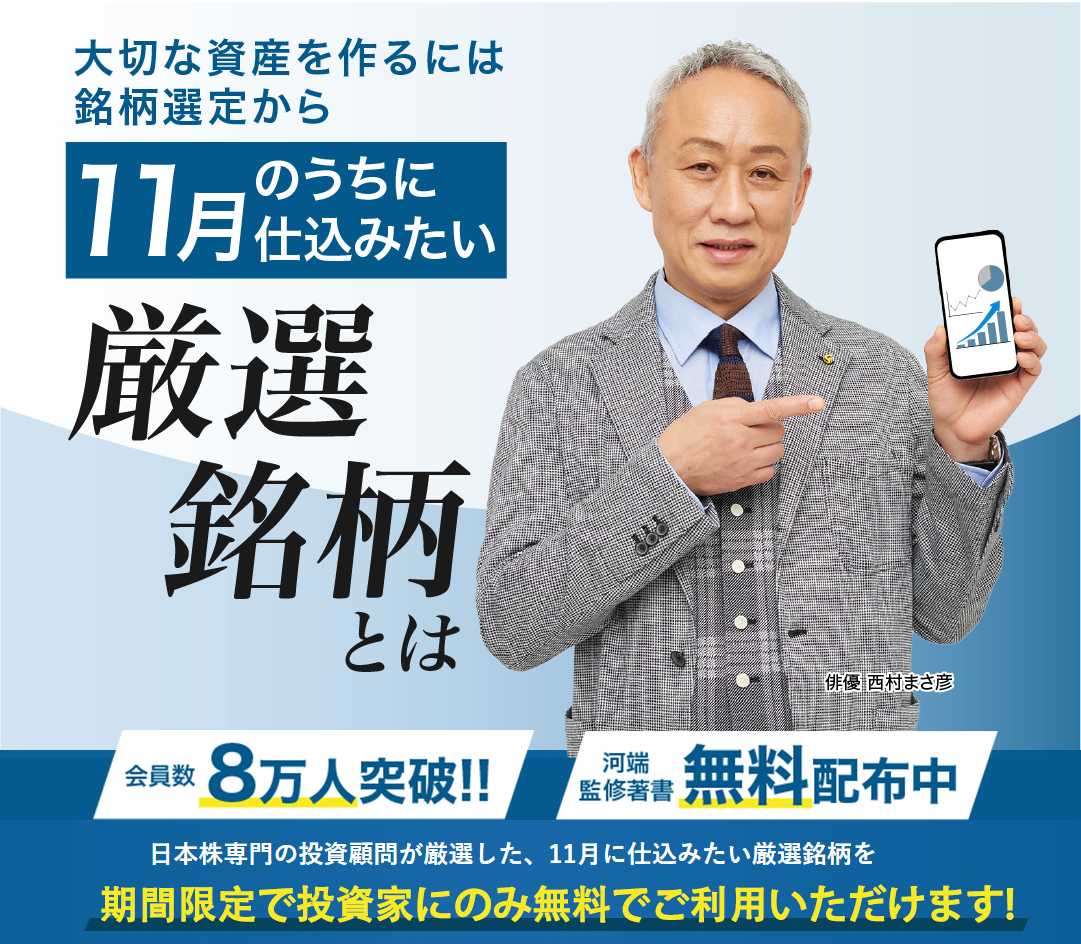 大切な資産を作るには
銘柄選定から
11月のうちに
仕込みたい
厳選
銘柄
とは
俳優 西村まさ彦
会員数 8万人突破!!
河端
監修著書 無料配布中
日本株専門の投資顧問が厳選した、11月に仕込みたい厳選銘柄を
期間限定で投資家にのみ無料でご利用いただけます!